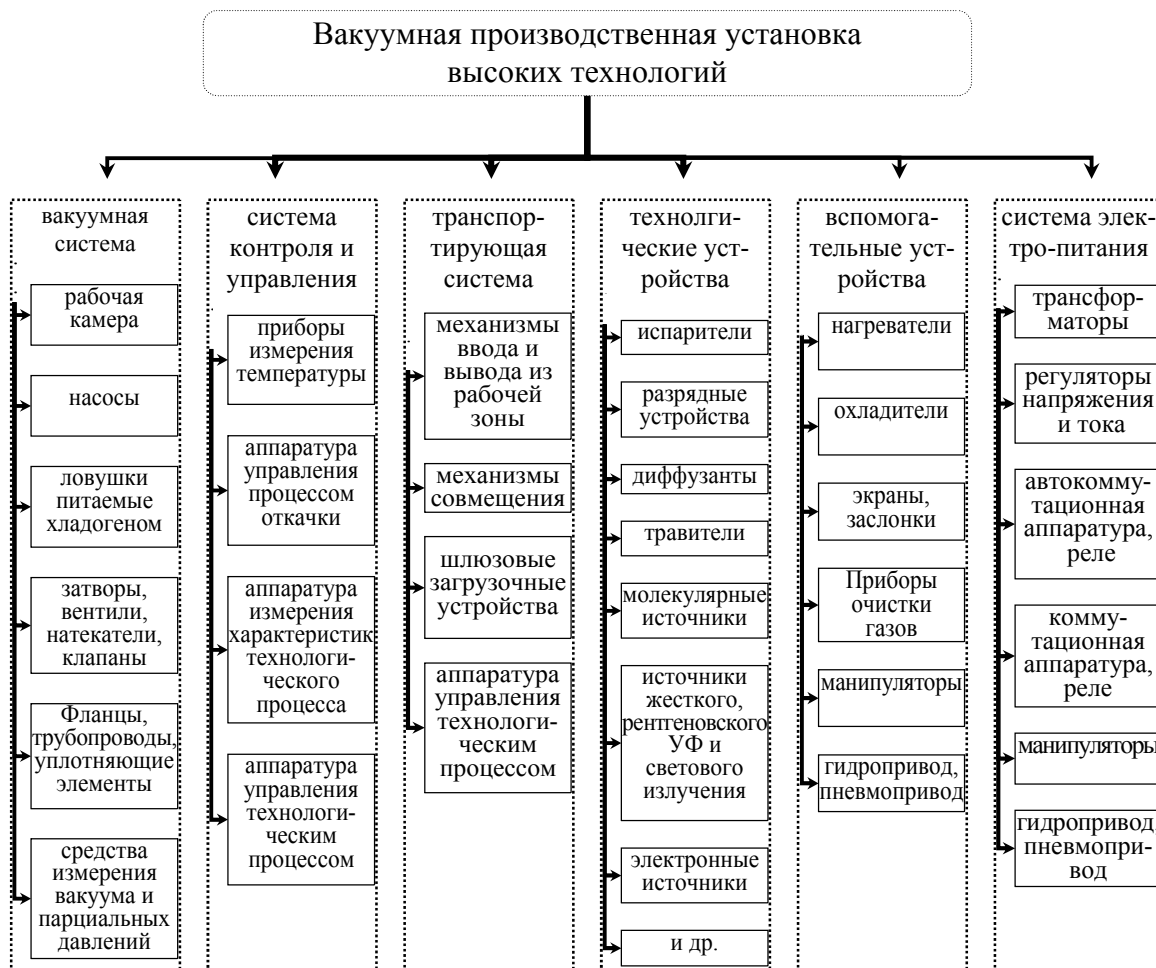 Вакуумная производственная установка
высоких технологий
вакуумная
система
рабочая
камера
насосы
ловушки
питаемые
хладогеном
затворы,
вентили,
натекатели,
клапаны
Фланцы,
трубопроводы,
уплотняющие
элементы
средства
измерения
вакуума и
парциальных
давлений
система
контроля и
управления
приборы
измерения
температуры
аппаратура
управления
процессом
откачки
аппаратура
измерения
характеристик
технологи-
ческого
процесса
аппаратура
управления
технологи-
ческим
процессом
транспор-
тирующая
система
механизмы
ввода и
вывода из
рабочей
зоны
механизмы
совмещения
шлюзовые
загрузочные
устройства
аппаратура
управления
технологи-
ческим
процессом
технолги-
ческие уст-
ройства
испарители
разрядные
устройства
диффузанты
травители
молекулярные
источники
источники
жесткого,
рентгеновского
УФ и
светового
излучения
электронные
источники
и др.
вспомога-
тельные уст-
ройства
нагреватели
охладители
экраны,
заслонки
Приборы
очистки
газов
манипуляторы
гидропривод,
пневмопривод
система элек-
тро-питания
трансфор-
маторы
регуляторы
напряжения
и тока
автокомму-
тационная
аппаратура,
реле
комму-
тационная
аппаратура,
реле
манипуляторы
гидропривод,
пневмопри-
вод